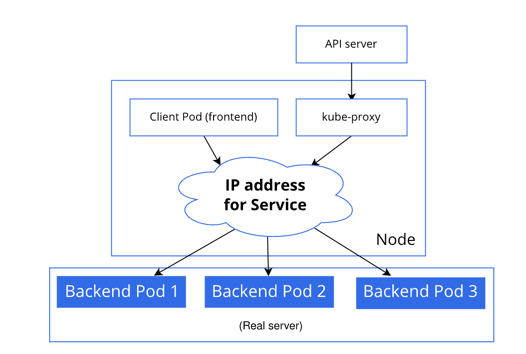 API server
Client Pod (frontend)
kube-proxy
IP address
for Service
Node
Backend Pod 1
Backend Pod 2
Backend Pod 3
(Real server)